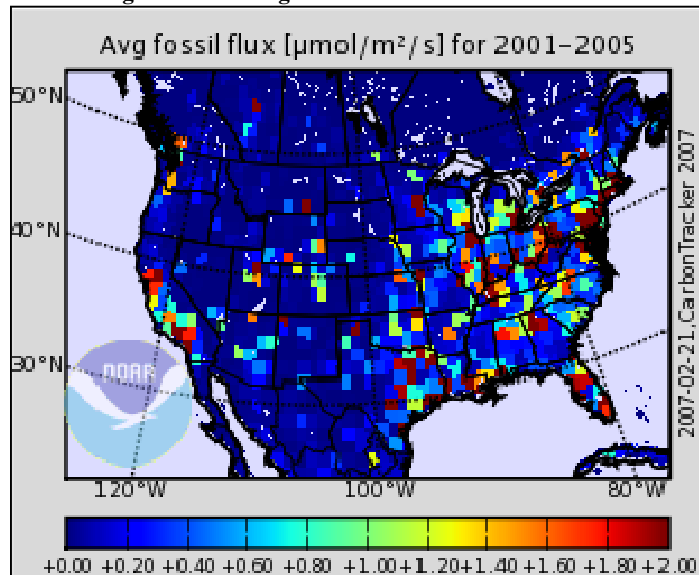 Avg fossil flux [µmol/m²/s] for 2001–2005
50°N
40°N
30°N
NOAA
120°W
100°W
80°W
2007-02-21.CarbonTracker 2007
+0.00 +0.20 +0.40 +0.60 +0.80 +1.00 +1.20 +1.40 +1.60 +1.80 +2.00